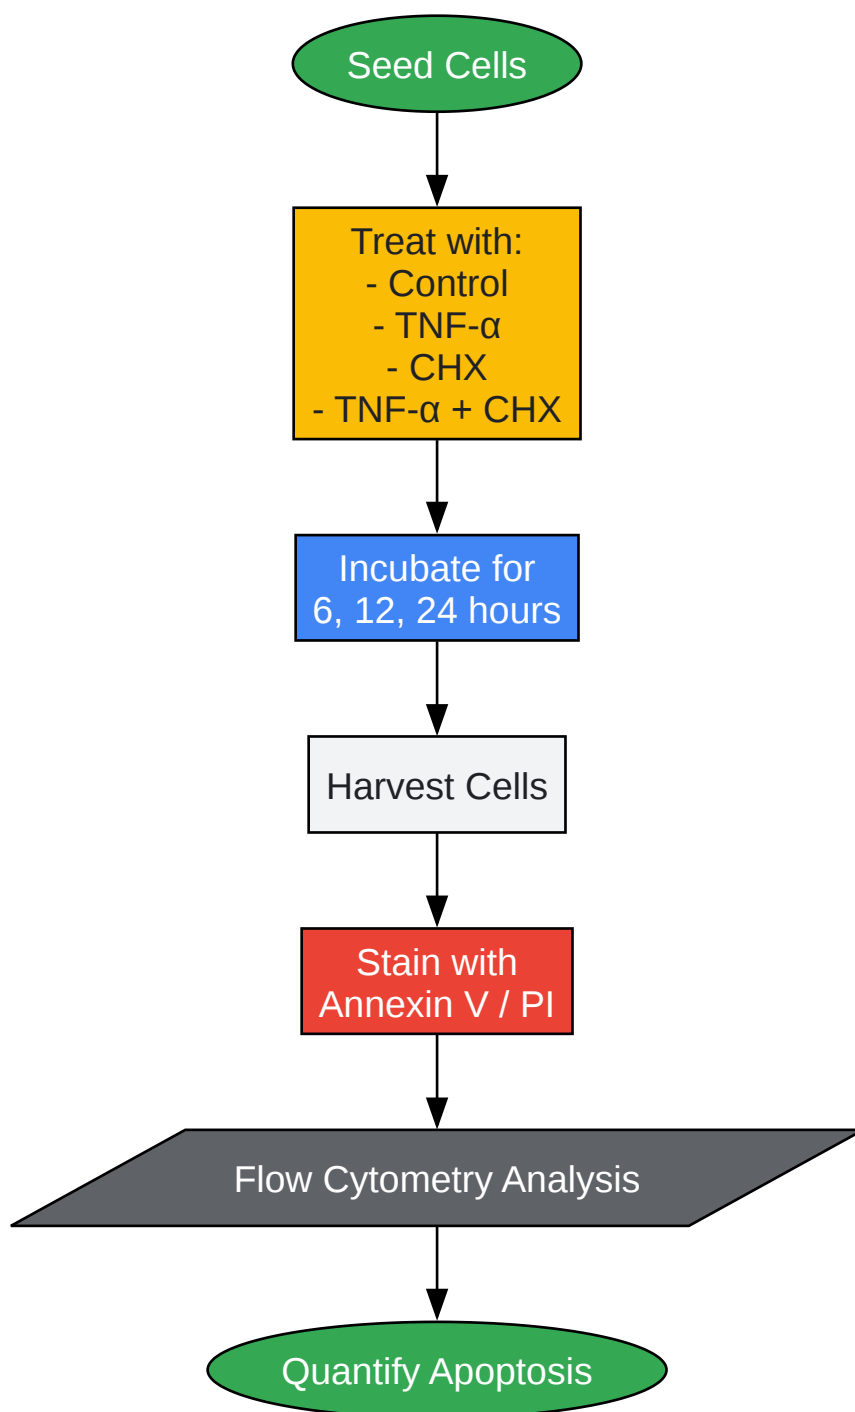 Seed Cells
Treat with:
- Control
- TNF-α
- CHX
- TNF-α + CHX
Incubate for
6, 12, 24 hours
Harvest Cells
Stain with
Annexin V / PI
Flow Cytometry Analysis
Quantify Apoptosis